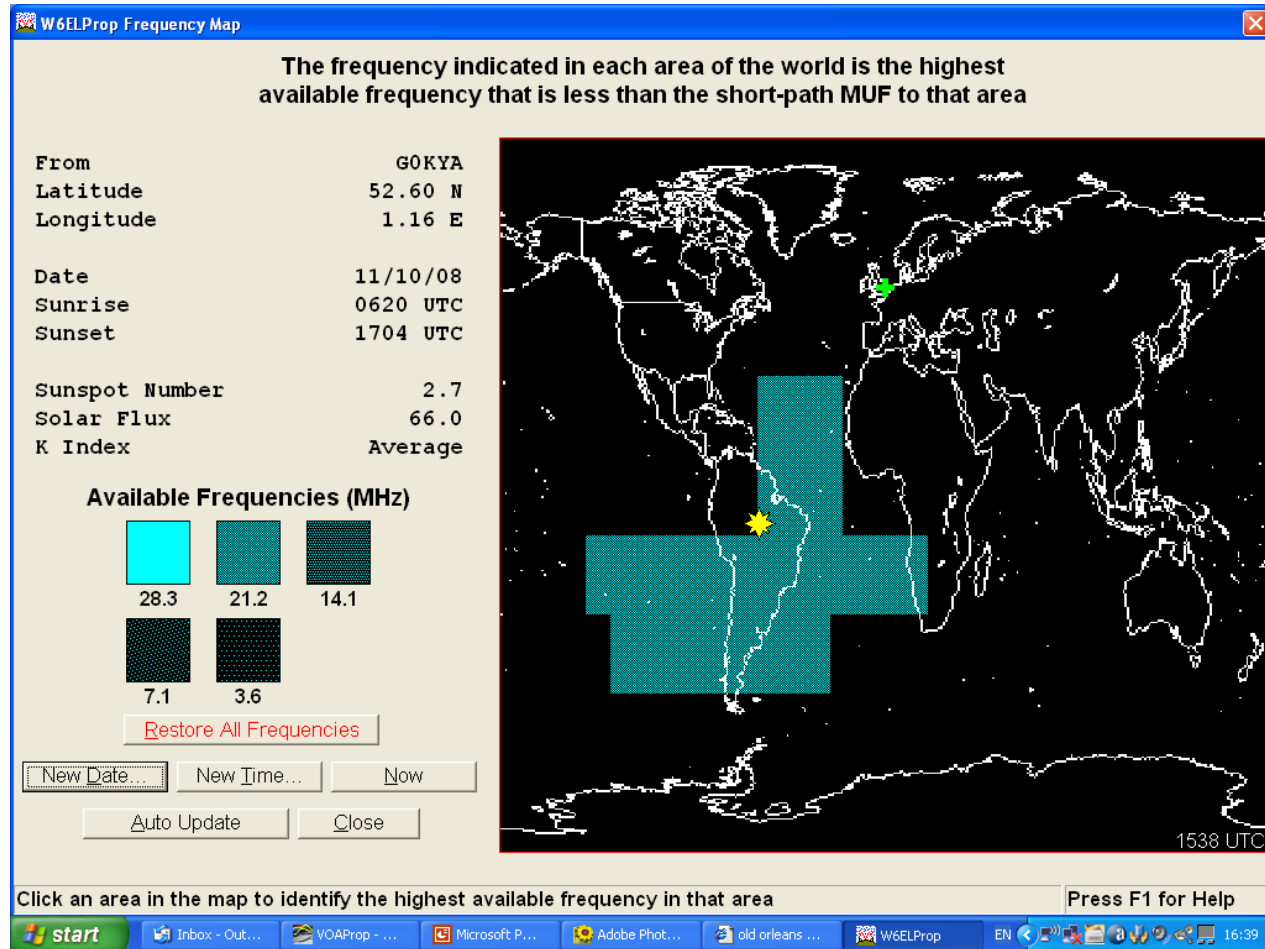 W6ELProp Frequency Map
The frequency indicated in each area of the world is the highest
available frequency that is less than the short-path MUF to that area
From G0KYA
Latitude 52.60 N
Longitude 1.16 E
Date 11/10/08
Sunrise 0620 UTC
Sunset 1704 UTC
Sunspot Number 2.7
Solar Flux 66.0
K Index Average
Available Frequencies (MHz)
28.3 21.2 14.1
7.1 3.6
Restore All Frequencies
New Date... New Time... Now
Auto Update Close
1538 UTC
Click an area in the map to identify the highest available frequency in that area Press F1 for Help
start Inbox - Out... VOAProp - ... Microsoft P... Adobe Phot... old orleans ... W6ELProp EN 16:39